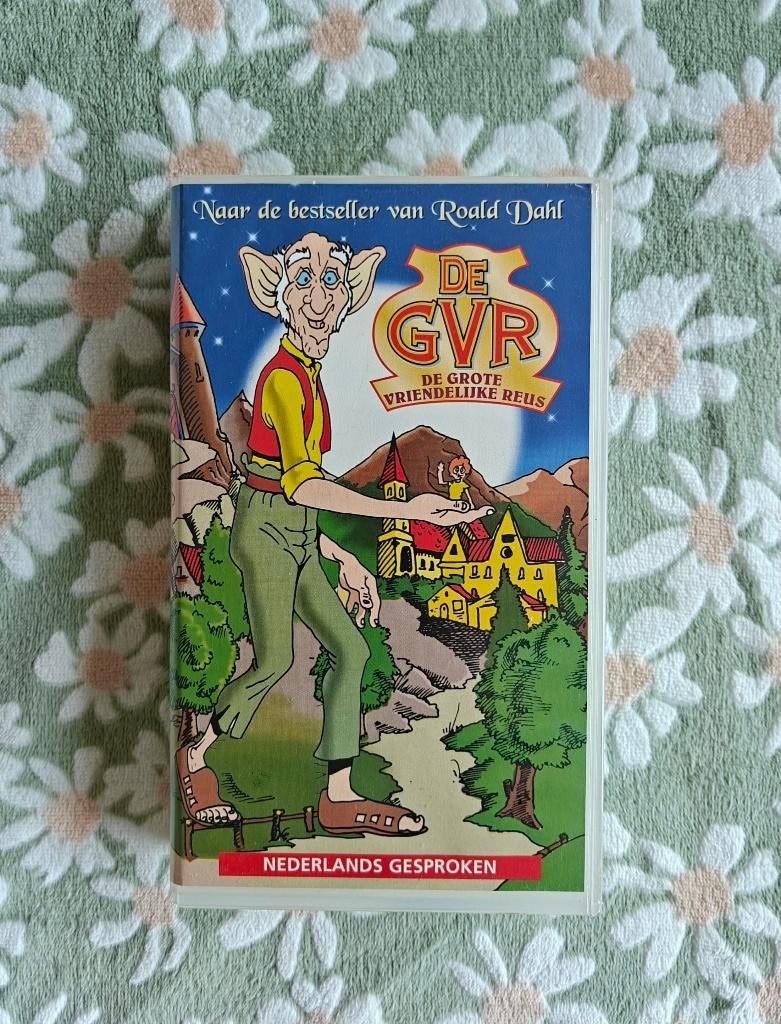 Naar de bestseller van Roald Dahl
DE
GVR
DE GROTE
VRIENDELIJKE REUS
NEDERLANDS GESPROKEN